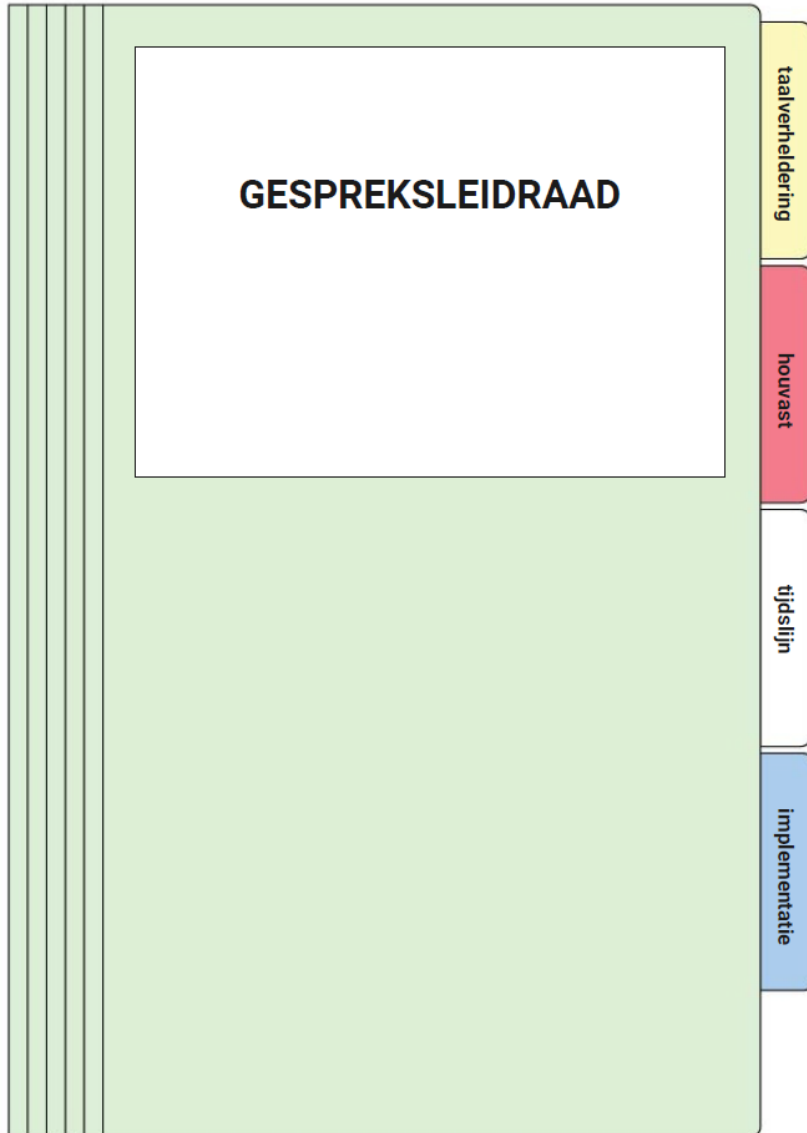 GESPREKSLEIDRAAD
taalverheldering
houvast
tijdslijn
implementatie